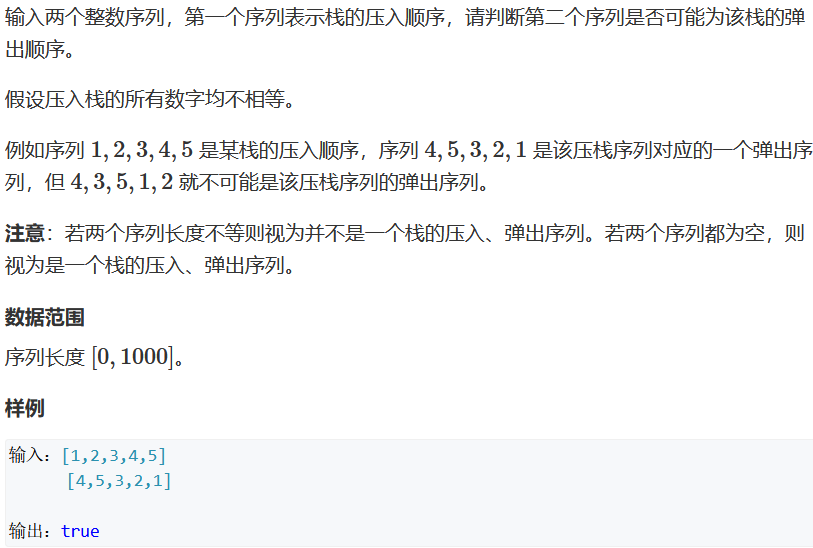 输入两个整数序列，第一个序列表示栈的压入顺序，请判断第二个序列是否可能为该栈的弹
出顺序。
假设压入栈的所有数字均不相等。
例如序列 1,2,3,4,5 是某栈的压入顺序，序列 4,5,3,2,1 是该压栈序列对应的一个弹出序
列，但 4,3,5,1,2 就不可能是该压栈序列的弹出序列。
注意：若两个序列长度不等则视为并不是一个栈的压入、弹出序列。若两个序列都为空，则
视为是一个栈的压入、弹出序列。
数据范围
序列长度 [0,1000]。
样例
输入：[1,2,3,4,5]
[4,5,3,2,1]
输出：true